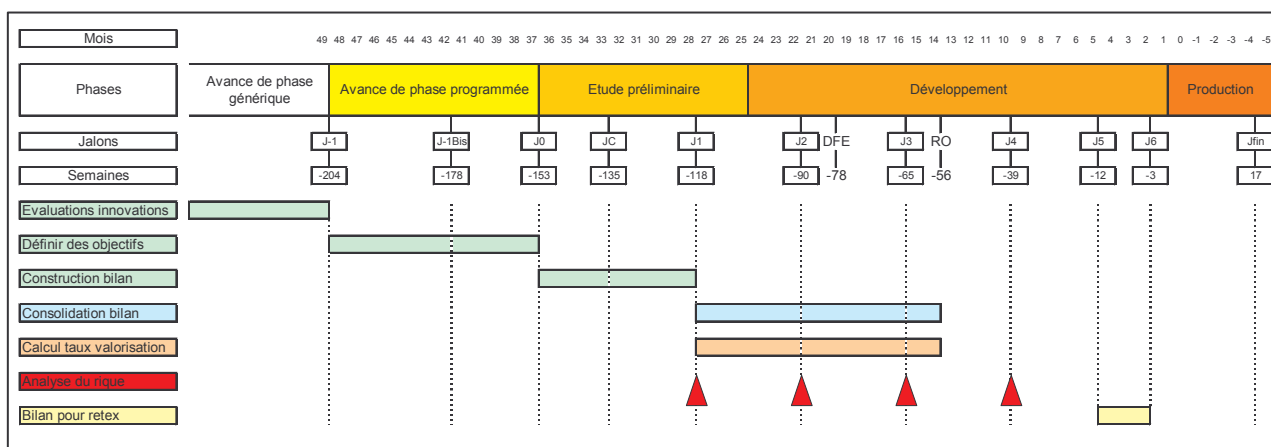 Mois 49 48 47 46 45 44 43 42 41 40 39 38 37 36 35 34 33 32 31 30 29 28 27 26 25 24 23 22 21 20 19 18 17 16 15 14 13 12 11 10 9 8 7 6 5 4 3 2 1 0 -1 -2 -3 -4 -5
Phases Avance de phase générique Avance de phase programmée Etude préliminaire Développement Production
Jalons J-1 J-1Bis J0 JC J1 J2 DFE J3 RO J4 J5 J6 Jfin
Semaines -204 -178 -153 -135 -118 -90 -78 -65 -56 -39 -12 -3 17
Evaluations innovations
Définir des objectifs
Construction bilan
Consolidation bilan
Calcul taux valorisation
Analyse du rique
Bilan pour retex